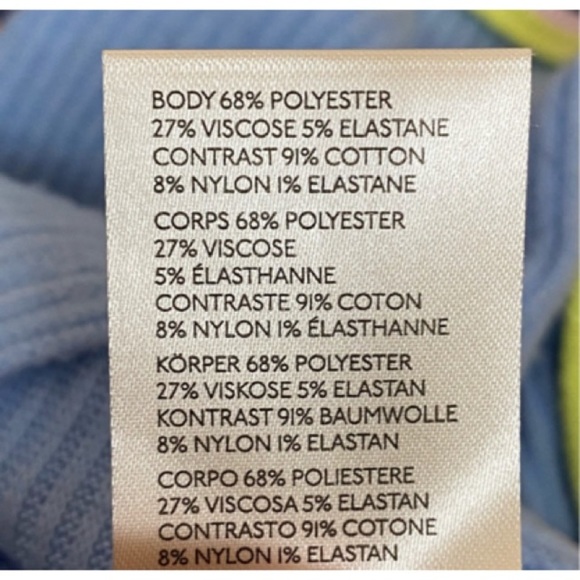 BODY 68% POLYESTER
27% VISCOSE 5% ELASTANE
CONTRAST 91% COTTON
8% NYLON 1% ELASTANE
CORPS 68% POLYESTER
27% VISCOSE
5% ÉLASTHANNE
CONTRASTE 91% COTON
8% NYLON 1% ÉLASTHANNE
KÖRPER 68% POLYESTER
27% VISKOSE 5% ELASTAN
KONTRAST 91% BAUMWOLLE
8% NYLON 1% ELASTAN
CORPO 68% POLIESTERE
27% VISCOSA 5% ELASTAN
CONTRASTO 91% COTONE
8% NYLON 1% ELASTAN